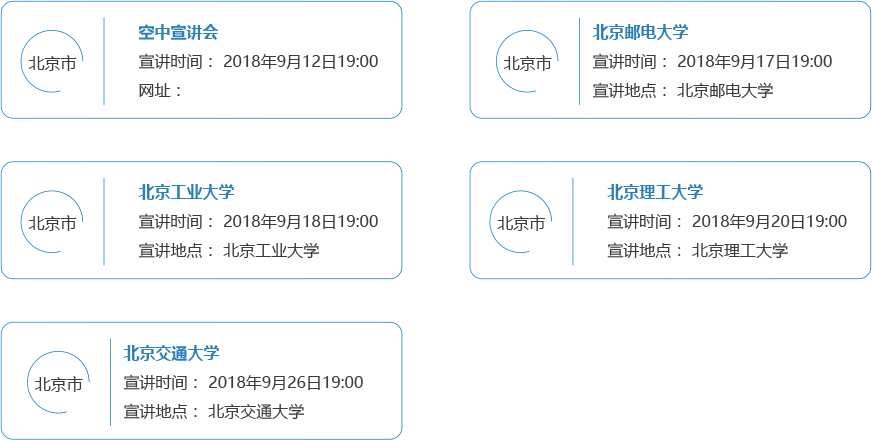 北京市
空中宣讲会
宣讲时间： 2018年9月12日19:00
网址：
北京市
北京邮电大学
宣讲时间： 2018年9月17日19:00
宣讲地点： 北京邮电大学
北京市
北京工业大学
宣讲时间： 2018年9月18日19:00
宣讲地点： 北京工业大学
北京市
北京理工大学
宣讲时间： 2018年9月20日19:00
宣讲地点： 北京理工大学
北京市
北京交通大学
宣讲时间： 2018年9月26日19:00
宣讲地点： 北京交通大学